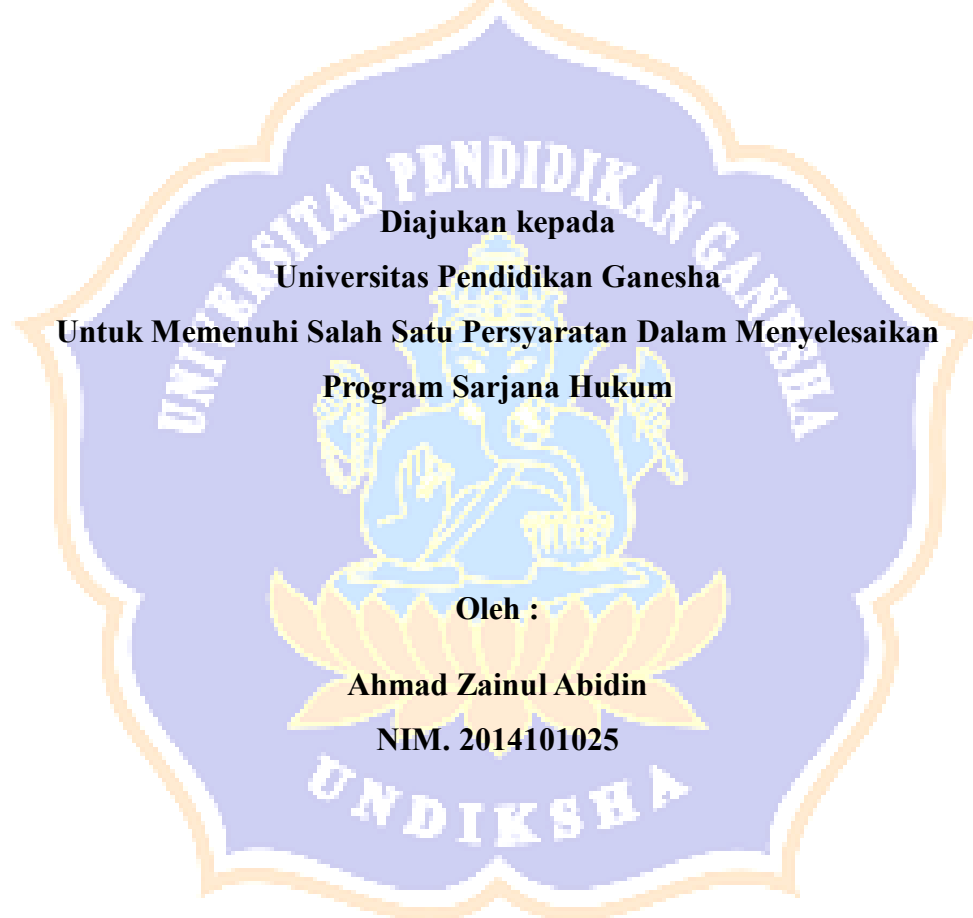 UNIVERSITAS PENDIDIKAN GANESHA
Diajukan kepada
Universitas Pendidikan Ganesha
Untuk Memenuhi Salah Satu Persyaratan Dalam Menyelesaikan
Program Sarjana Hukum
Oleh :
Ahmad Zainul Abidin
NIM. 2014101025
UNDIKSHA